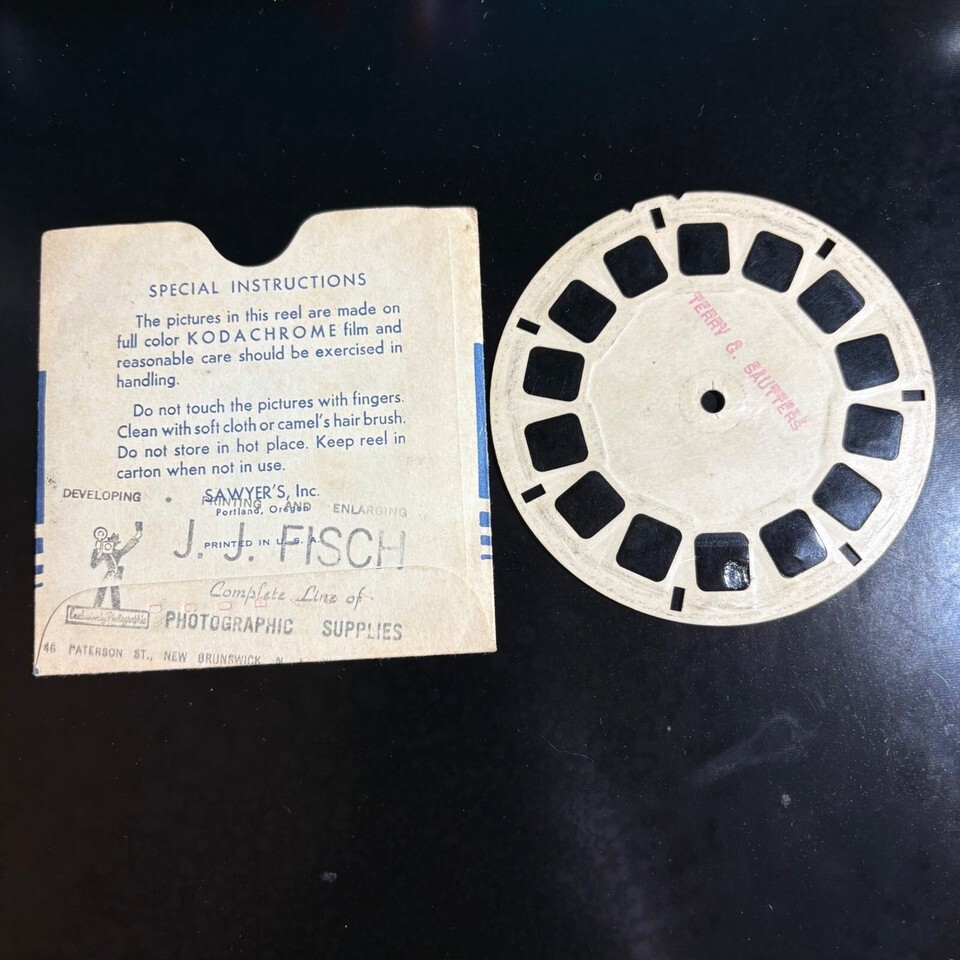 SPECIAL INSTRUCTIONS
The pictures in this reel are made on
full color KODACHROME film and
reasonable care should be exercised in
handling.
Do not touch the pictures with fingers.
Clean with soft cloth or camel's hair brush.
Do not store in hot place. Keep reel in
carton when not in use.
SAWYER'S, Inc.
Portland, Oregon
PRINTED IN U. S. A.
DEVELOPING • PRINTING AND ENLARGING
J. J. FISCH
Complete Line of
Exclusively Photographic
PHOTOGRAPHIC SUPPLIES
46 PATERSON ST., NEW BRUNSWICK, N.
TERRY G. SAUTTERS